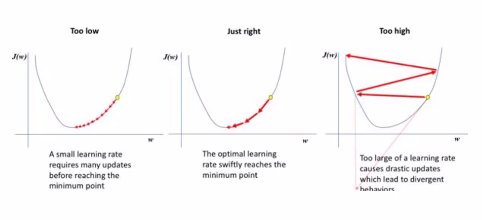 Too low
Just right
Too high
J(w)
J(w)
J(w)
w
w
w
A small learning rate
requires many updates
before reaching the
minimum point
The optimal learning
rate swiftly reaches the
minimum point
Too large of a learning rate
causes drastic updates
which lead to divergent
behaviors